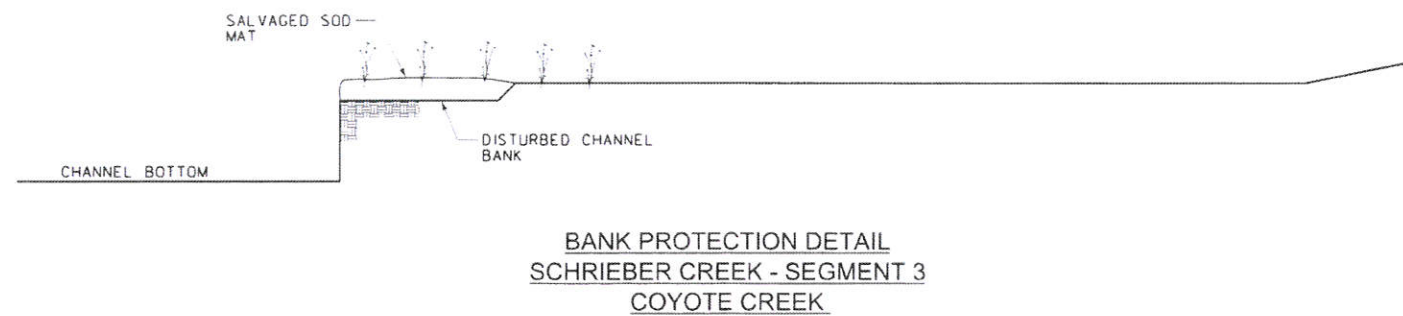 SALVAGED SOD
MAT
DISTURBED CHANNEL
BANK
CHANNEL BOTTOM
BANK PROTECTION DETAIL
SCHRIEBER CREEK - SEGMENT 3
COYOTE CREEK